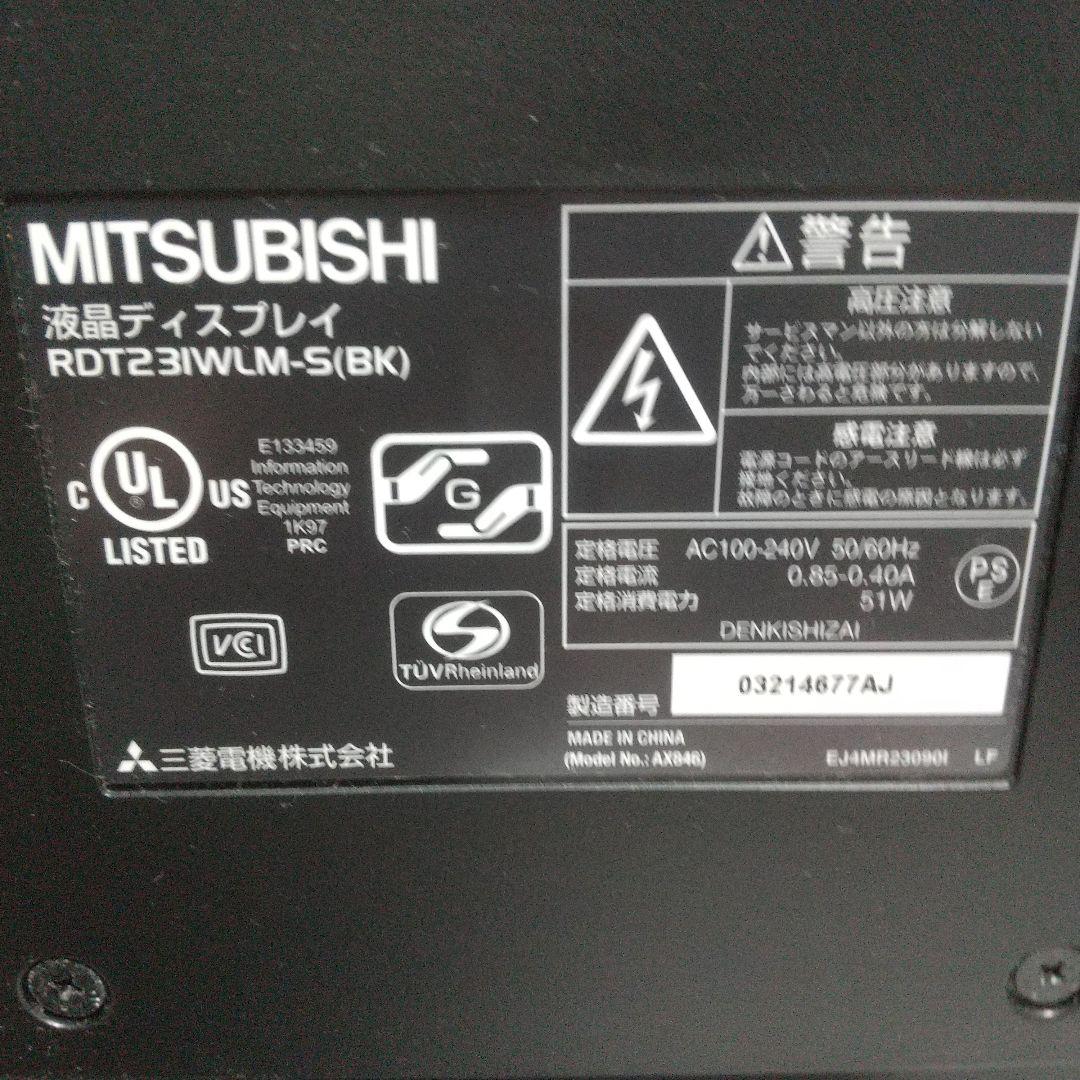 MITSUBISHI
液晶ディスプレイ
RDT231WLM-S(BK)
C UL US
LISTED
E133459
Information
Technology
Equipment
1K97
PRC
G
VCI
TÜVRheinland
三菱電機株式会社
警告
高圧注意
サービスマン以外の方は分解しない
でください。
内部には高電圧部分がありますので、
万一さわると危険です。
感電注意
電源コードのアースリード線は必ず
接地ください。
故障のときに感電の原因となります。
定格電圧 AC100-240V 50/60Hz
定格電流 0.85-0.40A
定格消費電力 51W
PS
E
DENKISHIZAI
製造番号 03214677AJ
MADE IN CHINA
(Model No.: AX846) EJ4MR23090I LF